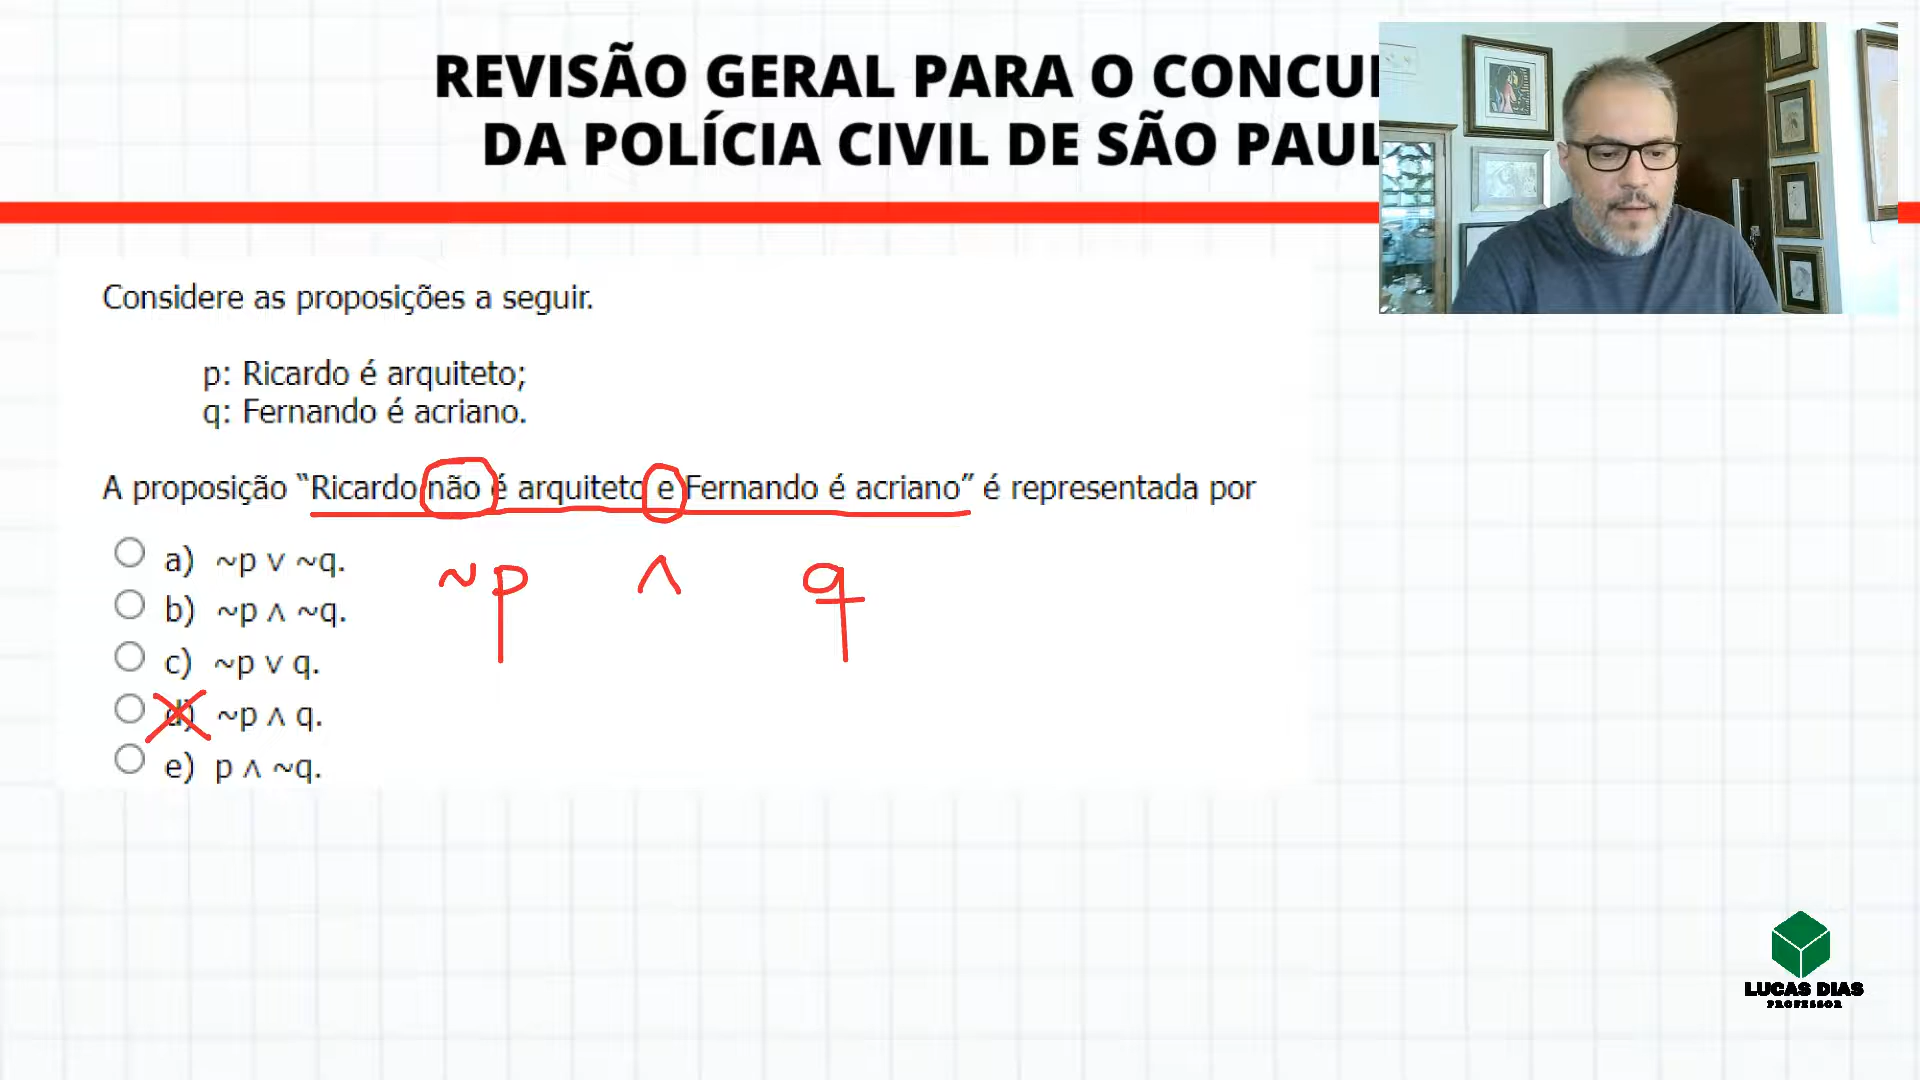 REVISÃO GERAL PARA O CONCU
DA POLÍCIA CIVIL DE SÃO PAUL
Considere as proposições a seguir.
p: Ricardo é arquiteto;
q: Fernando é acriano.
A proposição “Ricardo não é arquiteto e Fernando é acriano” é representada por
a) ~p ∨ ~q.
b) ~p ∧ ~q.
c) ~p ∨ q.
d) ~p ∧ q.
e) p ∧ ~q.
~p ∧ q
LUCAS DIAS
PROFESSOR